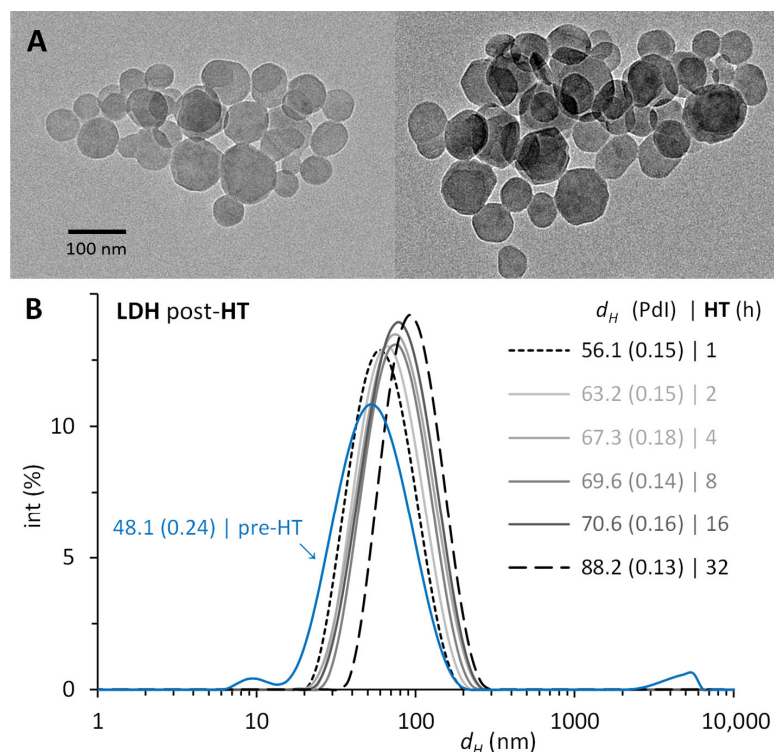 A
100 nm
B
LDH post-HT
d_H (PdI) | HT (h)
56.1 (0.15) | 1
63.2 (0.15) | 2
67.3 (0.18) | 4
69.6 (0.14) | 8
70.6 (0.16) | 16
88.2 (0.13) | 32
48.1 (0.24) | pre-HT
int (%)
10
5
0
1 10 100 1000 10,000
d_H (nm)